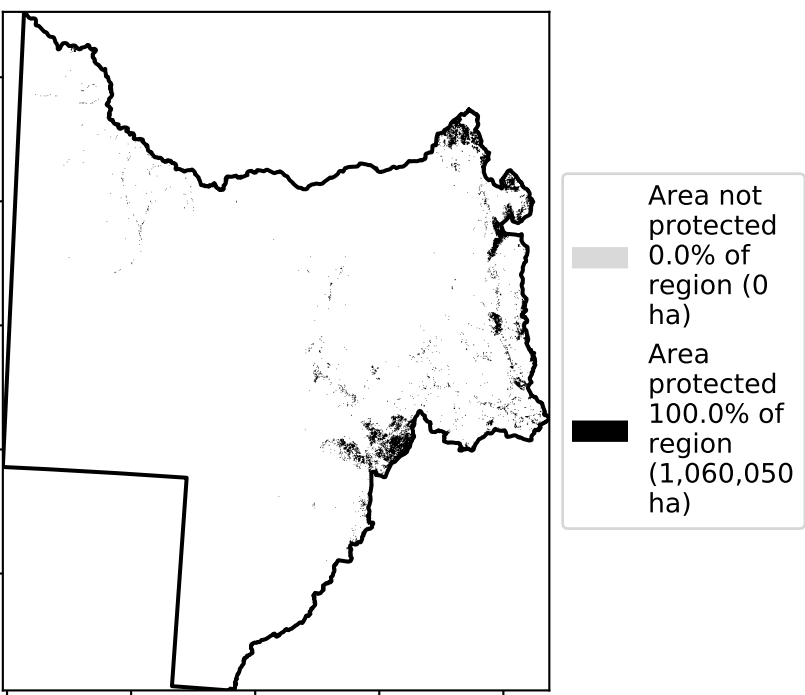 Area not
protected
0.0% of
region (0
ha)
Area
protected
100.0% of
region
(1,060,050
ha)